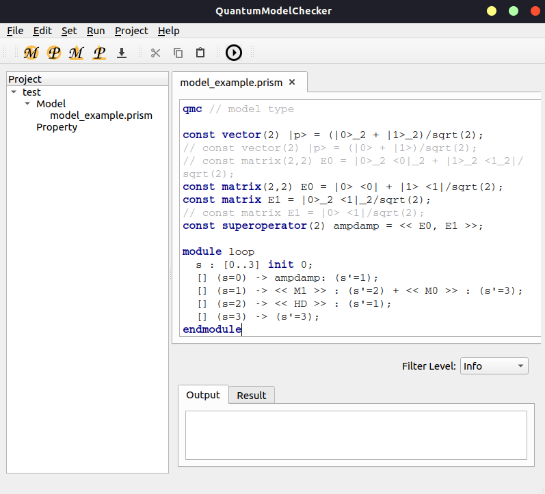 QuantumModelChecker
File Edit Set Run Project Help
M P M P
Project
test
Model
model_example.prism
Property
model_example.prism ×
qmc // model type
const vector(2) |p> = (|0>_2 + |1>_2)/sqrt(2);
// const vector(2) |p> = (|0> + |1>)/sqrt(2);
// const matrix(2,2) E0 = |0>_2 <0|_2 + |1>_2 <1_2|/
sqrt(2);
const matrix(2,2) E0 = |0> <0| + |1> <1|/sqrt(2);
const matrix E1 = |0>_2 <1|_2/sqrt(2);
// const matrix E1 = |0> <1|/sqrt(2);
const superoperator(2) ampdamp = << E0, E1 >>;
module loop
s : [0..3] init 0;
[] (s=0) -> ampdamp: (s'=1);
[] (s=1) -> << M1 >> : (s'=2) + << M0 >> : (s'=3);
[] (s=2) -> << HD >> : (s'=1);
[] (s=3) -> (s'=3);
endmodule
Filter Level: Info
Output Result